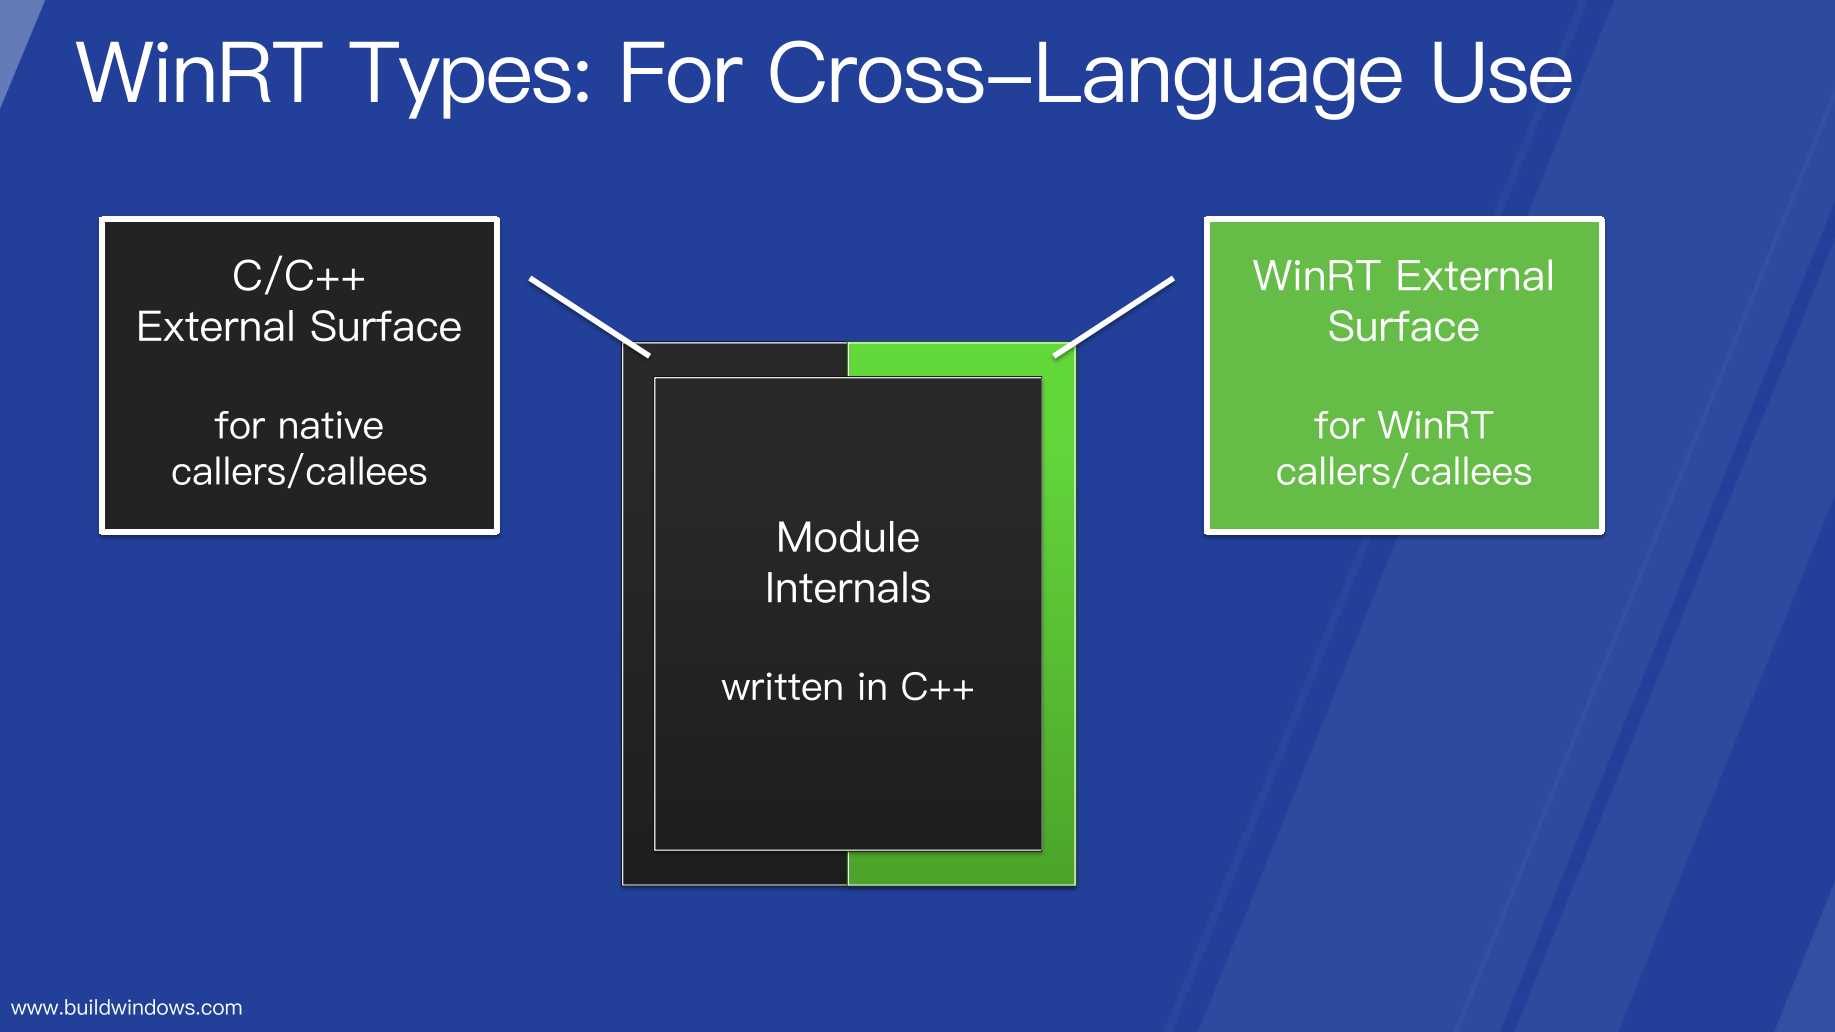 WinRT Types: For Cross-Language Use
C/C++
External Surface
for native
callers/callees
WinRT External
Surface
for WinRT
callers/callees
Module
Internals
written in C++
www.buildwindows.com